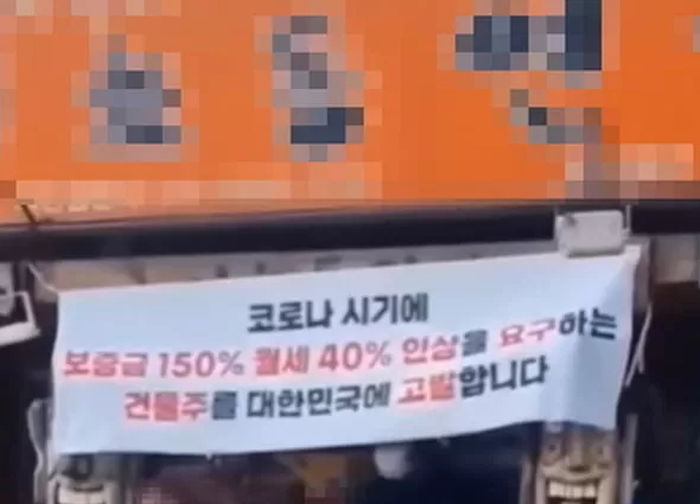 코로나 시기에
보증금 150% 월세 40% 인상을 요구하는
건물주를 대한민국에 고발합니다